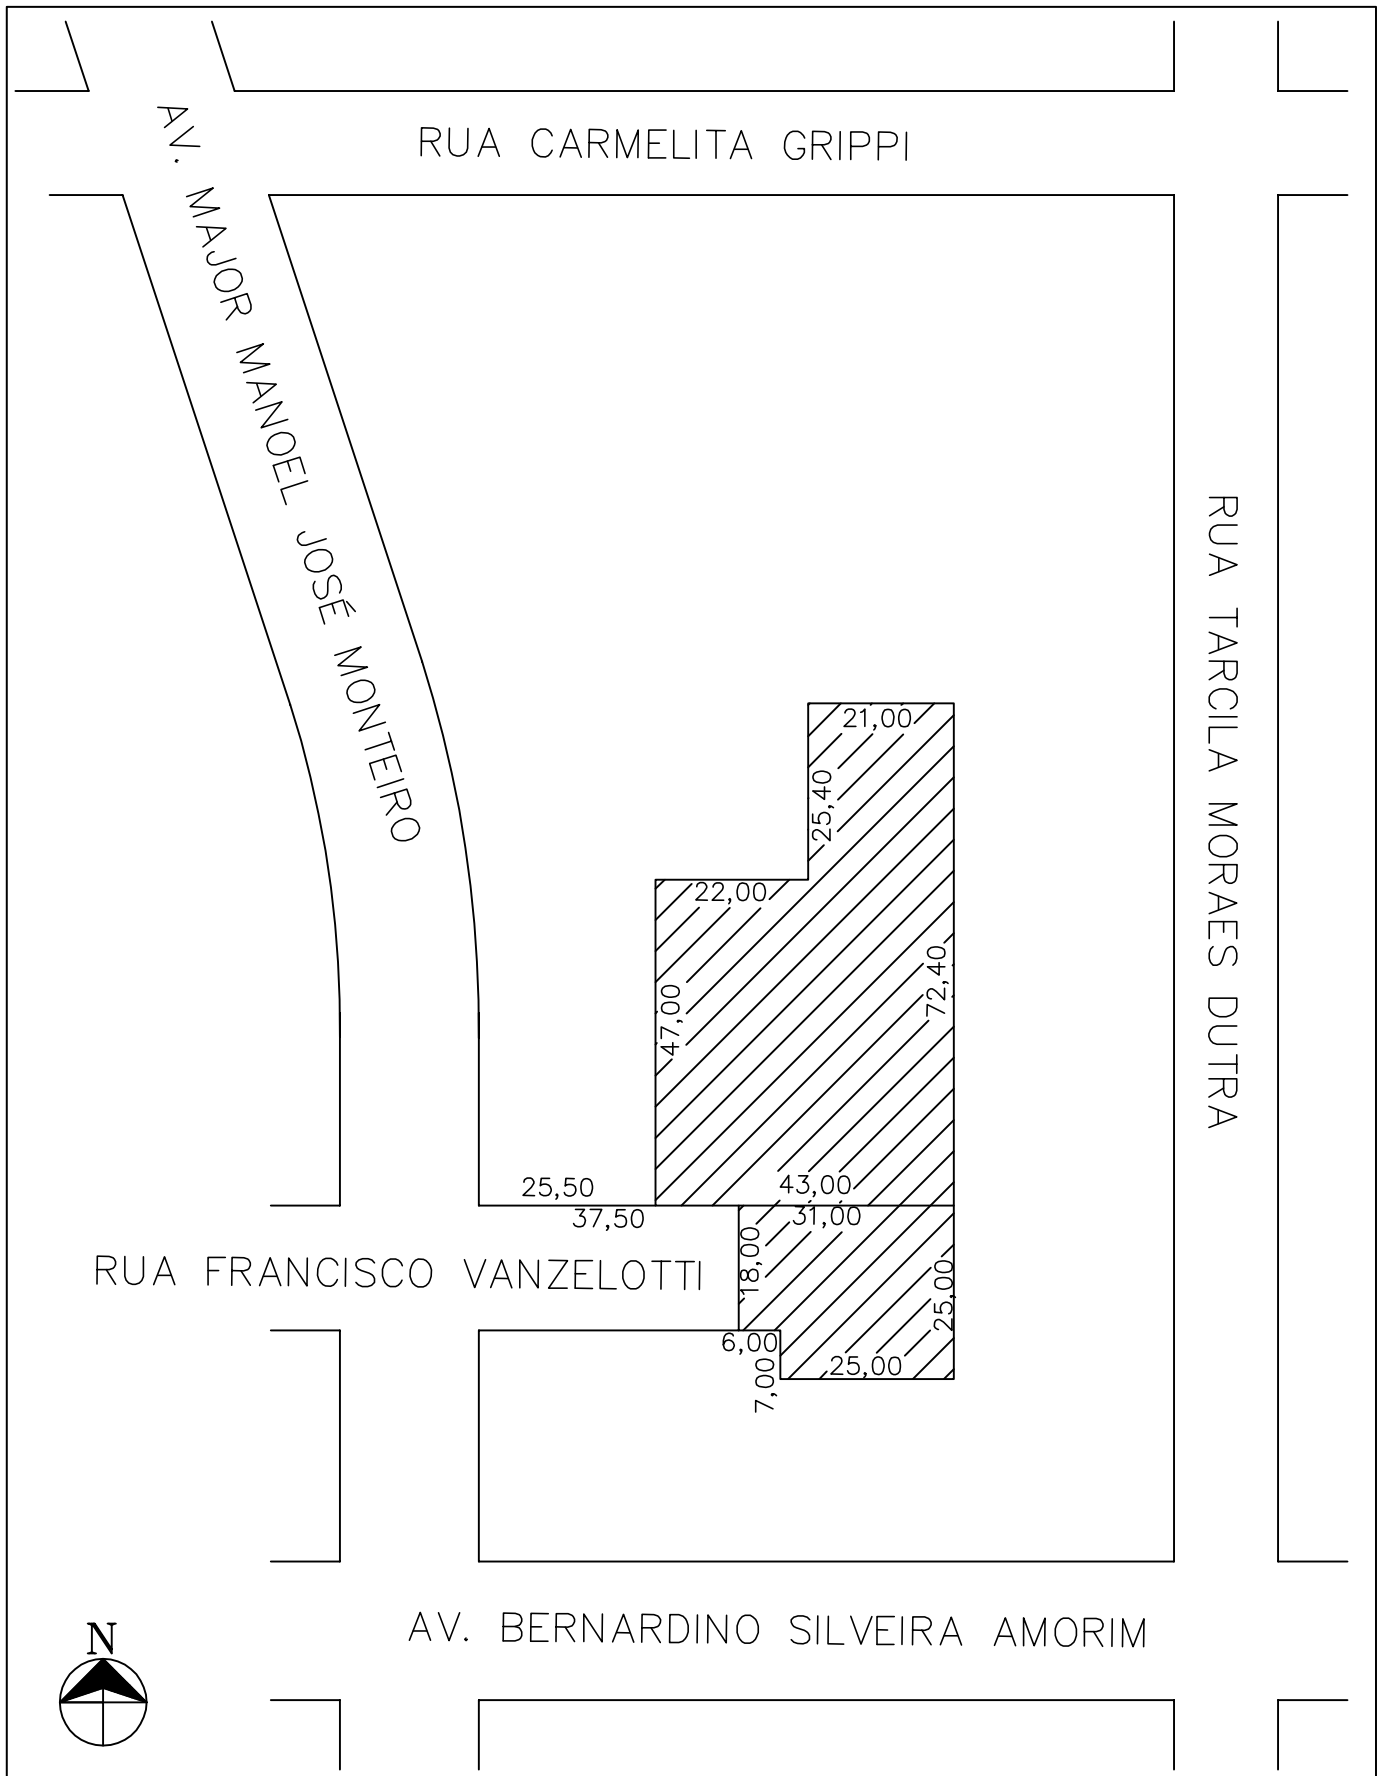 RUA CARMELITA GRIPPI
AV. MAJOR MANOEL JOSÉ MONTEIRO
RUA TARCILA MORAES DUTRA
21,00
25,40
22,00
72,40
47,00
25,50
43,00
37,50
31,00
RUA FRANCISCO VANZELOTTI
18,00
25,00
6,00
25,00
7,00
AV. BERNARDINO SILVEIRA AMORIM
N